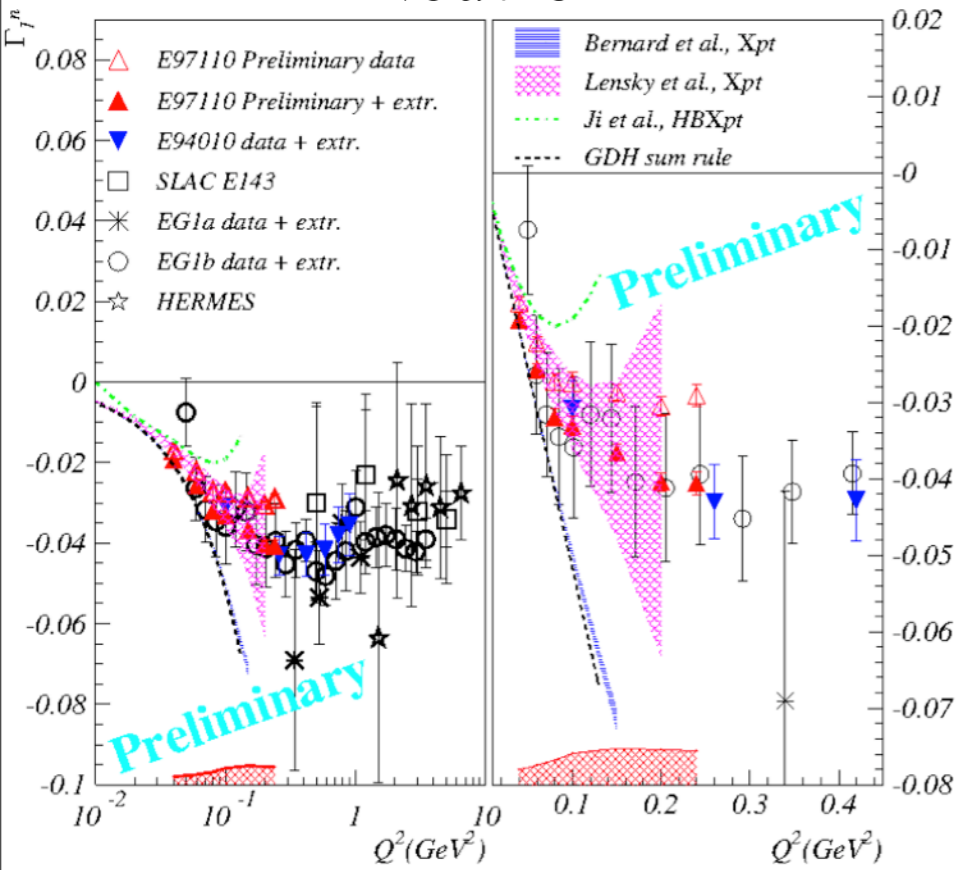 Γ₁ⁿ
0.08
0.06
0.04
0.02
0
-0.02
-0.04
-0.06
-0.08
-0.1
E97110 Preliminary data
E97110 Preliminary + extr.
E94010 data + extr.
SLAC E143
EG1a data + extr.
EG1b data + extr.
HERMES
Preliminary
10⁻² 10⁻¹ 1 10
Q²(GeV²)
Bernard et al., Xpt
Lensky et al., Xpt
Ji et al., HBXpt
GDH sum rule
Preliminary
0.02
0.01
-0
-0.01
-0.02
-0.03
-0.04
-0.05
-0.06
-0.07
-0.08
0.1 0.2 0.3 0.4
Q²(GeV²)